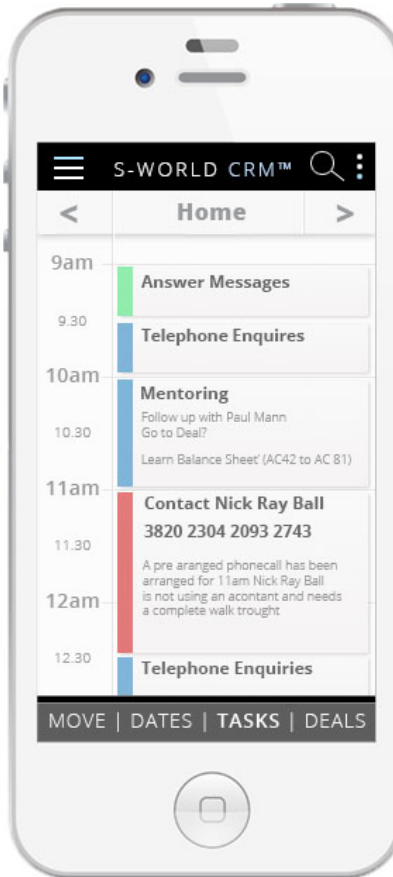 S-WORLD CRM™
< Home >
9am
Answer Messages
9.30
Telephone Enquires
10am
Mentoring
Follow up with Paul Mann
10.30
Go to Deal?
Learn Balance Sheet' (AC42 to AC 81)
11am
Contact Nick Ray Ball
3820 2304 2093 2743
11.30
A pre aranged phonecall has been
arranged for 11am Nick Ray Ball
is not using an acontant and needs
12am
a complete walk trought
12.30
Telephone Enquiries
MOVE | DATES | TASKS | DEALS